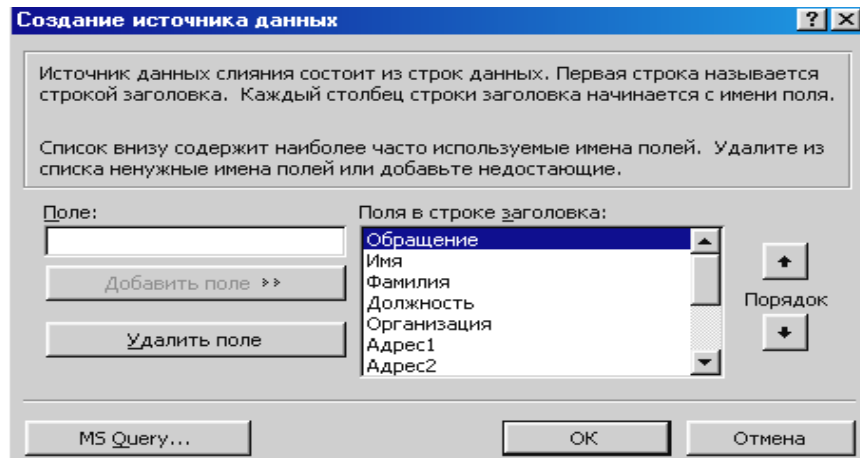 Создание источника данных
Источник данных слияния состоит из строк данных. Первая строка называется
строкой заголовка. Каждый столбец строки заголовка начинается с имени поля.
Список внизу содержит наиболее часто используемые имена полей. Удалите из
списка ненужные имена полей или добавьте недостающие.
Поле:
Добавить поле >>
Удалить поле
Поля в строке заголовка:
Обращение
Имя
Фамилия
Должность
Организация
Адрес1
Адрес2
Порядок
MS Query...
OK
Отмена